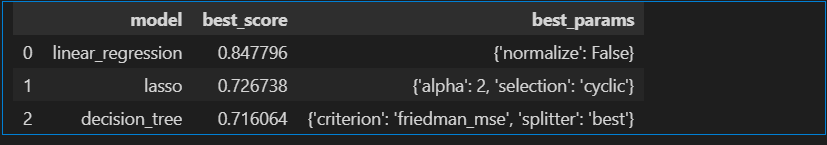 model best_score best_params
0 linear_regression 0.847796 {'normalize': False}
1 lasso 0.726738 {'alpha': 2, 'selection': 'cyclic'}
2 decision_tree 0.716064 {'criterion': 'friedman_mse', 'splitter': 'best'}